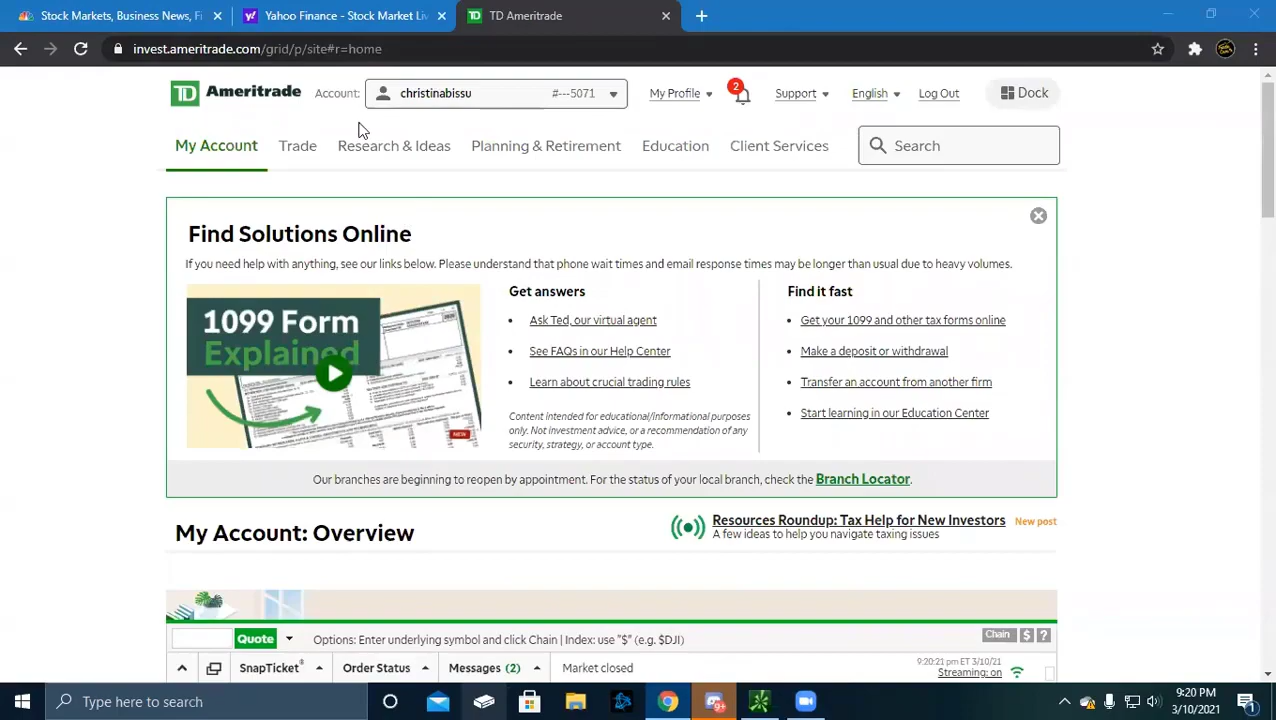 Stock Markets, Business News, Fi
Yahoo Finance - Stock Market Liv
TD Ameritrade
invest.ameritrade.com/grid/p/site#r=home
TD Ameritrade
Account:
christinabissu
#---5071
My Profile
2
Support
English
Log Out
Dock
My Account
Trade
Research & Ideas
Planning & Retirement
Education
Client Services
Search
Find Solutions Online
If you need help with anything, see our links below. Please understand that phone wait times and email response times may be longer than usual due to heavy volumes.
1099 Form
Explained
NEW
Get answers
• Ask Ted, our virtual agent
• See FAQs in our Help Center
• Learn about crucial trading rules
Content intended for educational/informational purposes
only. Not investment advice, or a recommendation of any
security, strategy, or account type.
Find it fast
• Get your 1099 and other tax forms online
• Make a deposit or withdrawal
• Transfer an account from another firm
• Start learning in our Education Center
Our branches are beginning to reopen by appointment. For the status of your local branch, check the Branch Locator.
My Account: Overview
Resources Roundup: Tax Help for New Investors
New post
A few ideas to help you navigate taxing issues
Quote
Options: Enter underlying symbol and click Chain | Index: use "$" (e.g. $DJI)
Chain
$
?
SnapTicket®
Order Status
Messages (2)
Market closed
9:20:21 pm ET 3/10/21
Streaming: on
Type here to search
9+
9:20 PM
3/10/2021
1